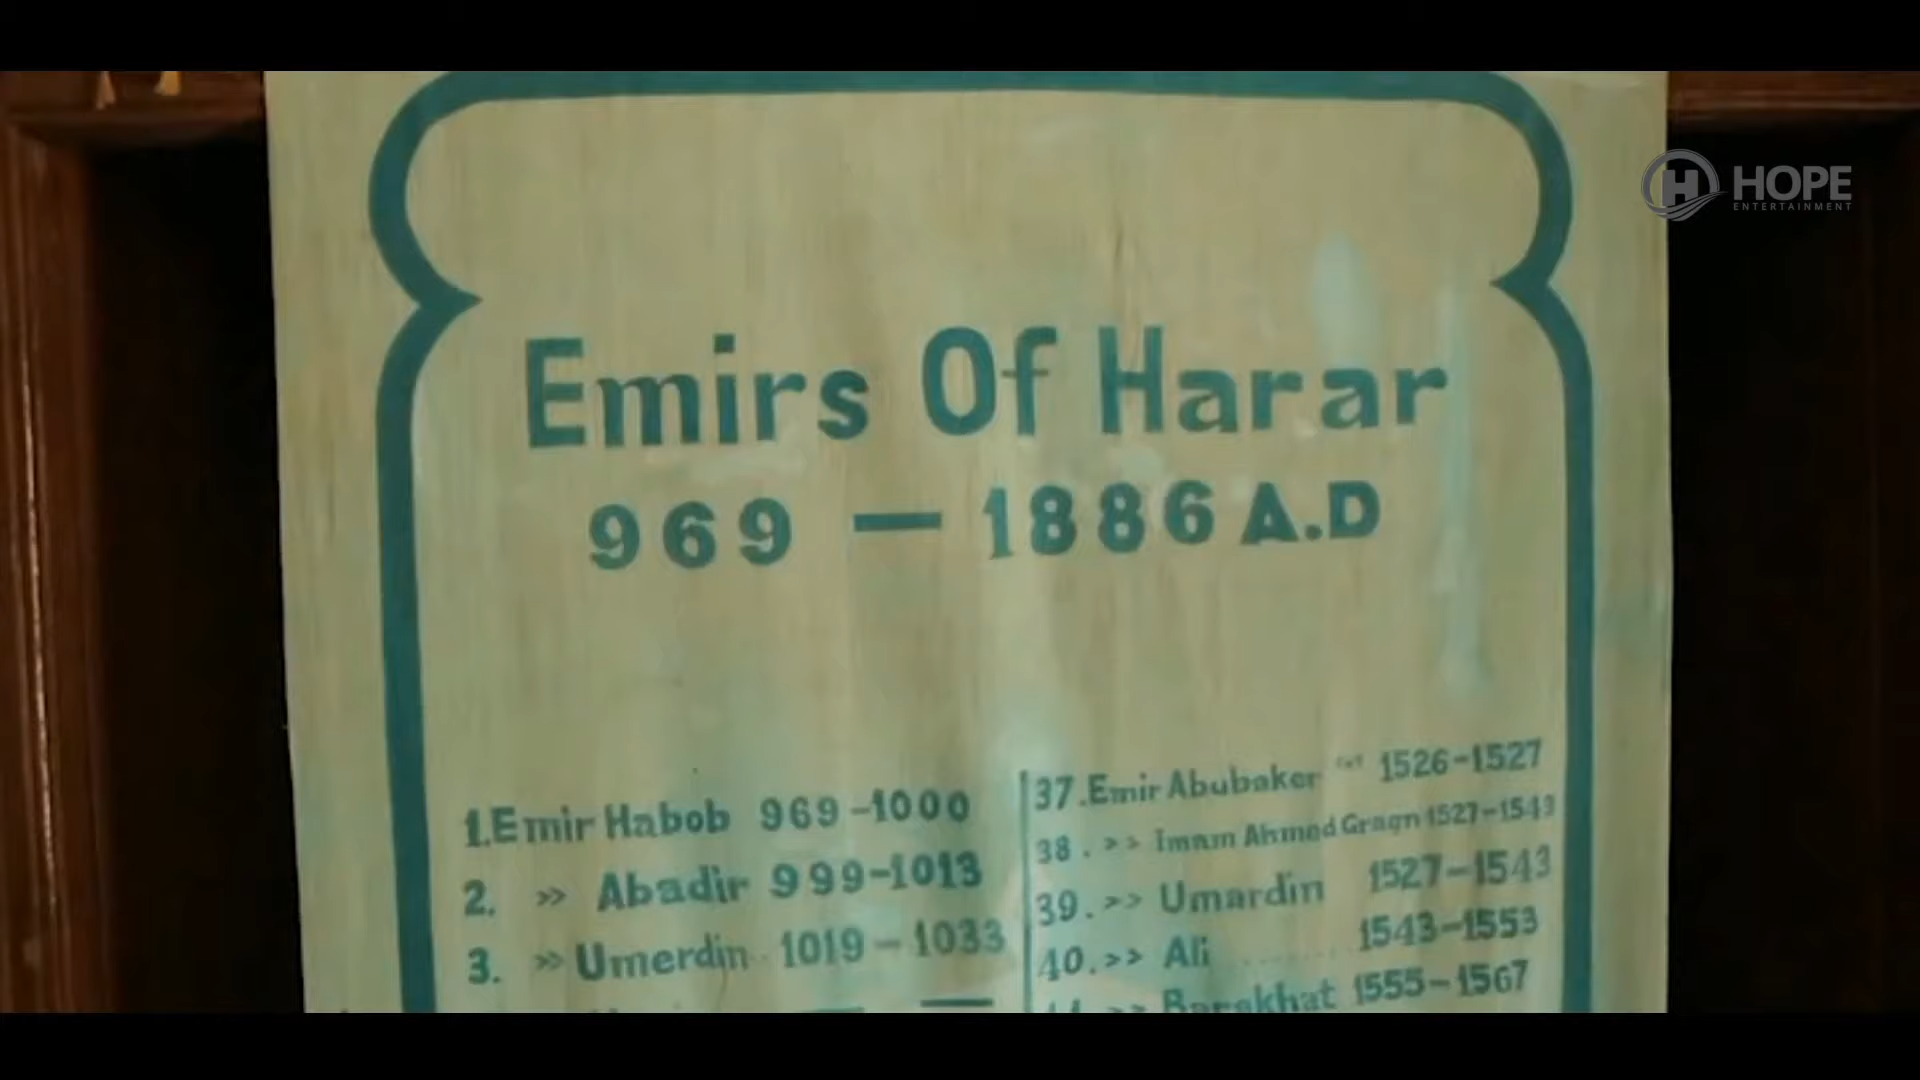 HOPE
ENTERTAINMENT
Emirs Of Harar
969 — 1886 A.D
1.Emir Habob 969-1000
2. >> Abadir 999-1013
3. >> Umerdin 1019-1033
37.Emir Abubaker 1526-1527
38. >> Imam Ahmed Gragn 1527-1543
39. >> Umardin 1527-1543
40. >> Ali ........ 1543-1553
>> Barakhat 1555-1567